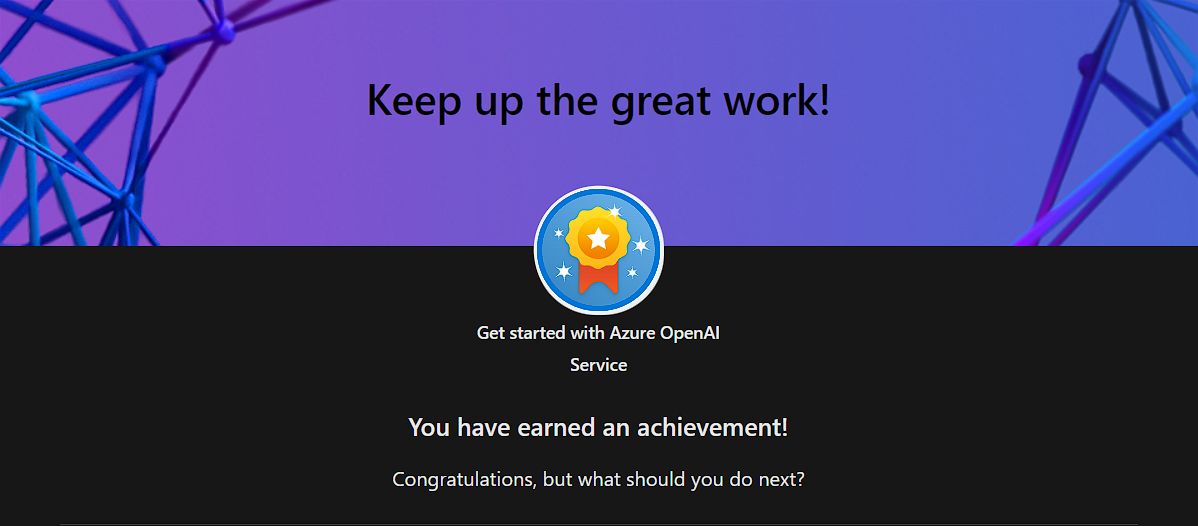 Keep up the great work!
Get started with Azure OpenAI
Service
You have earned an achievement!
Congratulations, but what should you do next?